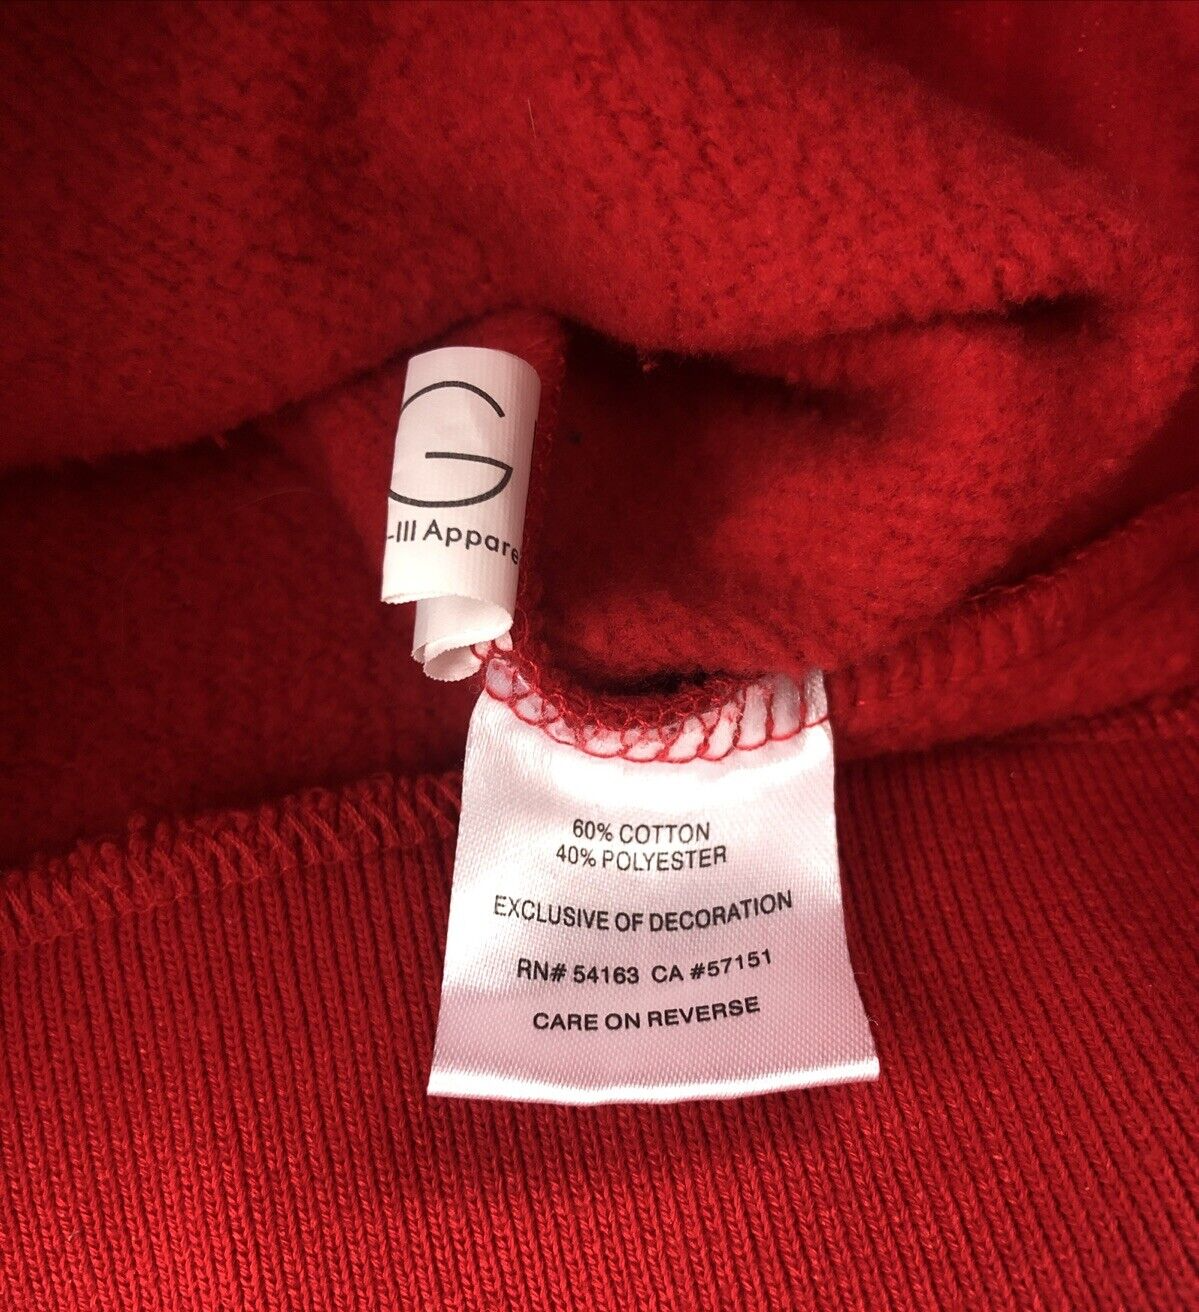 G
-III Appare
60% COTTON
40% POLYESTER
EXCLUSIVE OF DECORATION
RN# 54163 CA #57151
CARE ON REVERSE